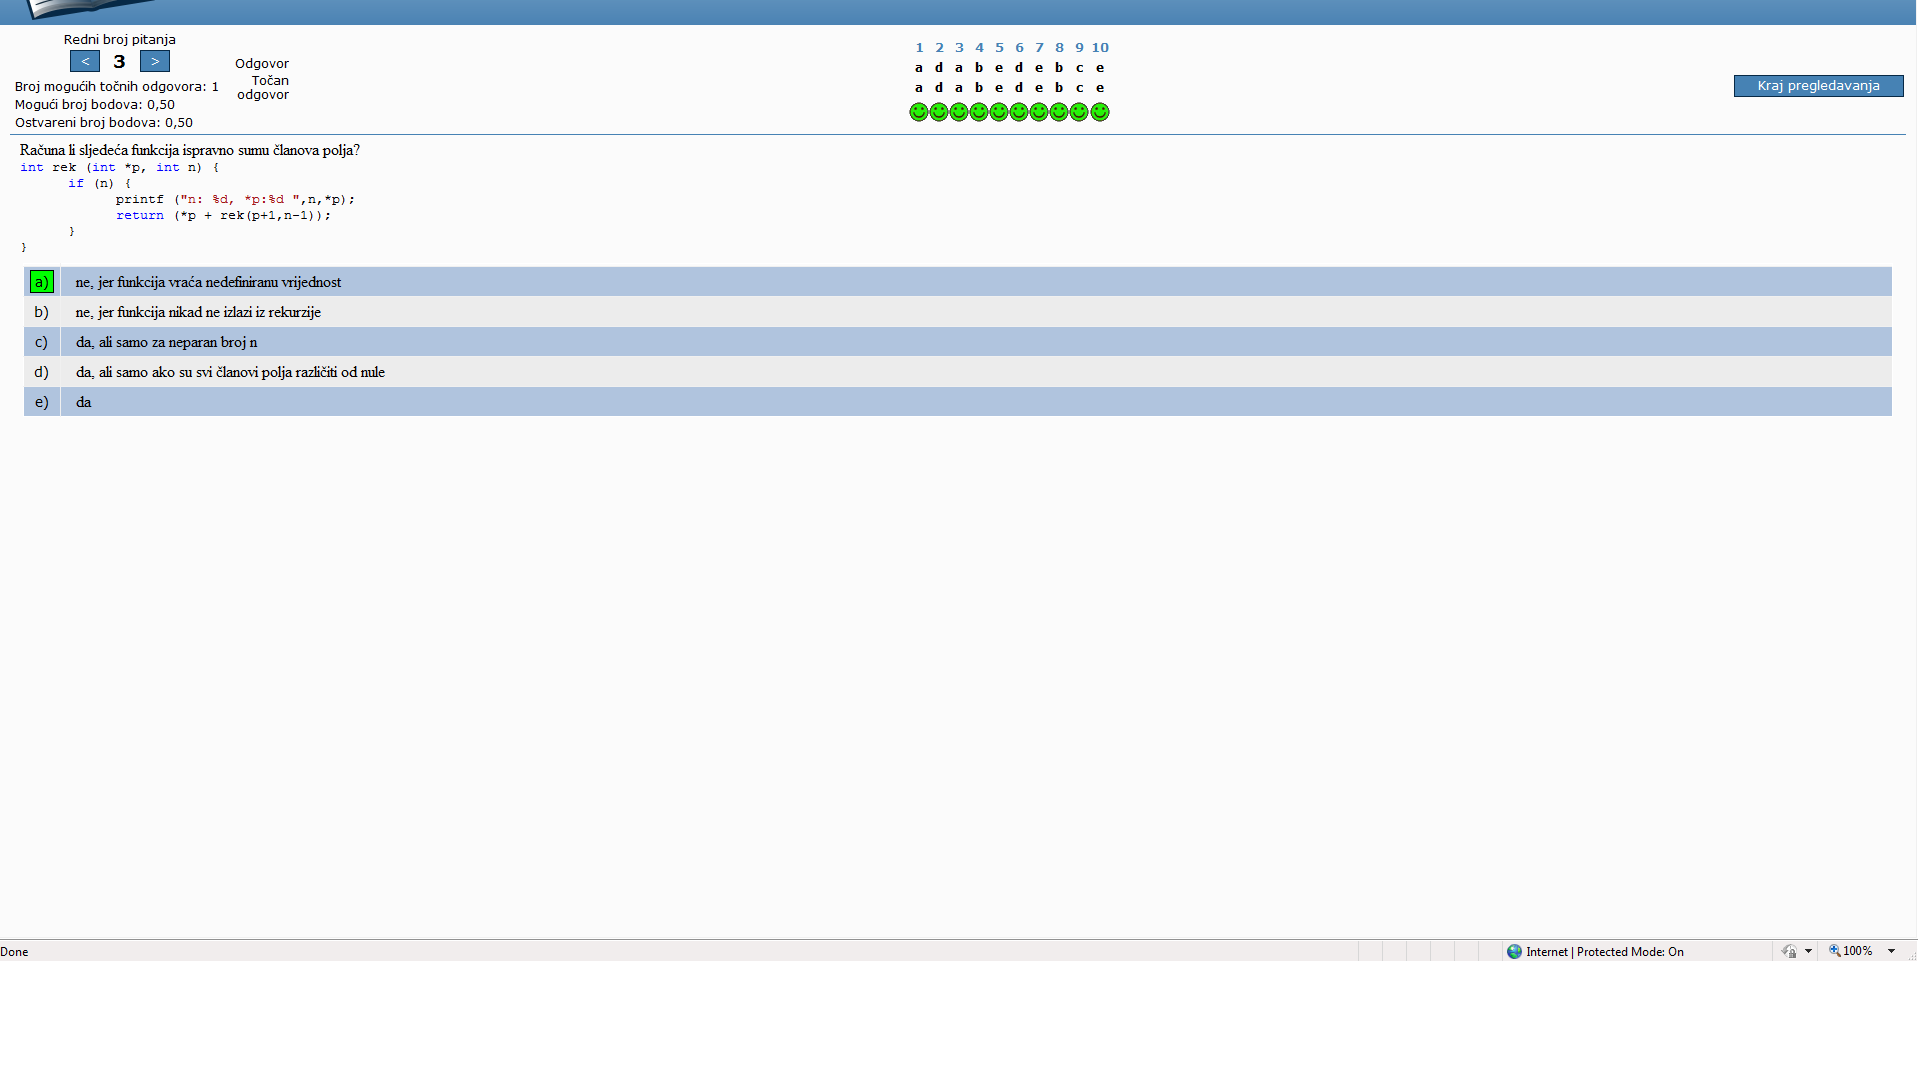 Redni broj pitanja
< 3 >
Broj mogućih točnih odgovora: 1
Mogući broj bodova: 0,50
Ostvareni broj bodova: 0,50
Odgovor
Točan
odgovor
1 2 3 4 5 6 7 8 9 10
a d a b e d e b c e
a d a b e d e b c e
Kraj pregledavanja
Računa li sljedeća funkcija ispravno sumu članova polja?
int rek (int *p, int n) {
if (n) {
printf ("n: %d, *p:%d ",n,*p);
return (*p + rek(p+1,n-1));
}
}
a) ne, jer funkcija vraća nedefiniranu vrijednost
b) ne, jer funkcija nikad ne izlazi iz rekurzije
c) da, ali samo za neparan broj n
d) da, ali samo ako su svi članovi polja različiti od nule
e) da
Done
Internet | Protected Mode: On
100%